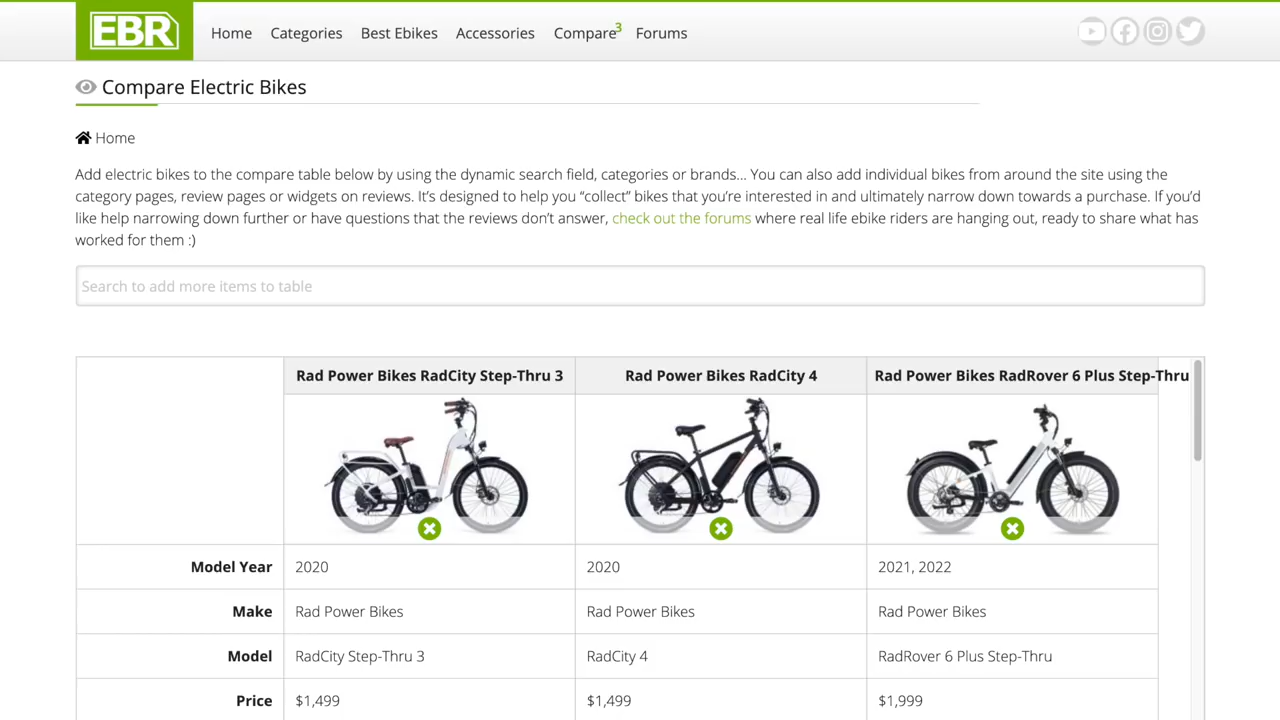 EBR
Home Categories Best Ebikes Accessories Compare 3 Forums
Compare Electric Bikes
Home
Add electric bikes to the compare table below by using the dynamic search field, categories or brands... You can also add individual bikes from around the site using the
category pages, review pages or widgets on reviews. It's designed to help you “collect” bikes that you're interested in and ultimately narrow down towards a purchase. If you'd
like help narrowing down further or have questions that the reviews don't answer, check out the forums where real life ebike riders are hanging out, ready to share what has
worked for them :)
Search to add more items to table
Rad Power Bikes RadCity Step-Thru 3 Rad Power Bikes RadCity 4 Rad Power Bikes RadRover 6 Plus Step-Thru
Model Year 2020 2020 2021, 2022
Make Rad Power Bikes Rad Power Bikes Rad Power Bikes
Model RadCity Step-Thru 3 RadCity 4 RadRover 6 Plus Step-Thru
Price $1,499 $1,499 $1,999